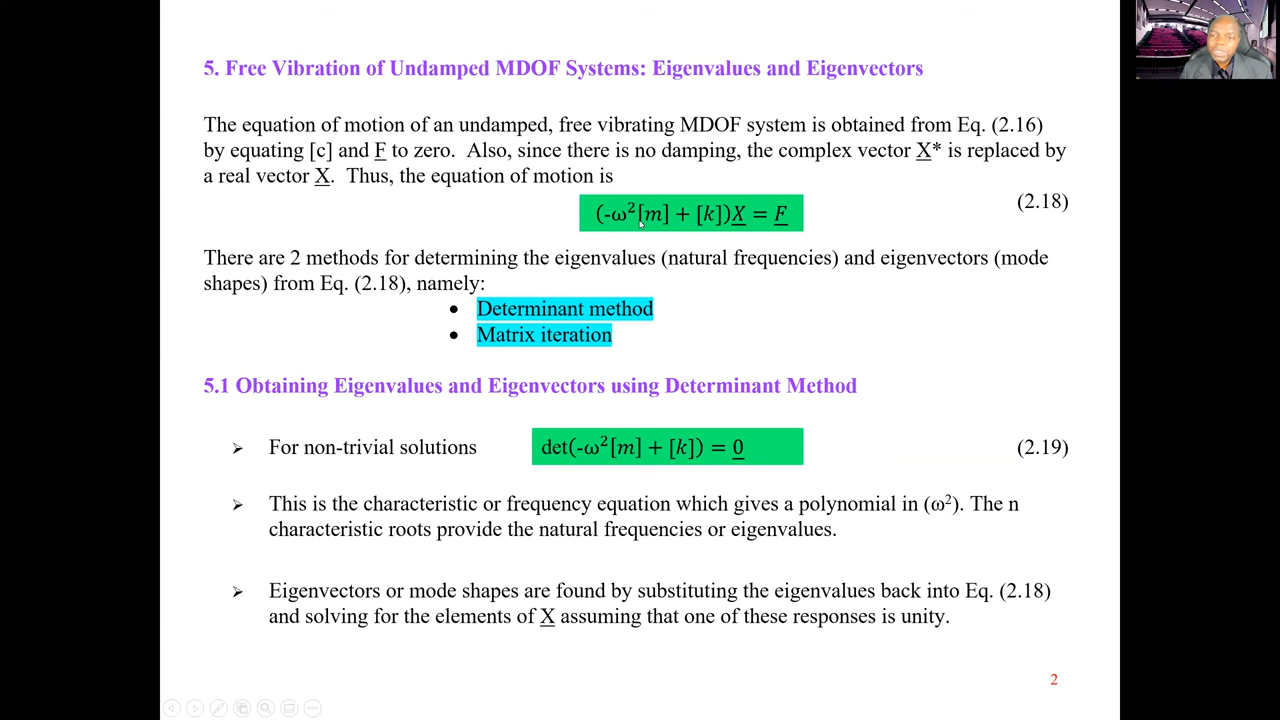 5. Free Vibration of Undamped MDOF Systems: Eigenvalues and Eigenvectors
The equation of motion of an undamped, free vibrating MDOF system is obtained from Eq. (2.16)
by equating [c] and F to zero. Also, since there is no damping, the complex vector X* is replaced by
a real vector X. Thus, the equation of motion is
(-ω²[m] + [k])X = F (2.18)
There are 2 methods for determining the eigenvalues (natural frequencies) and eigenvectors (mode
shapes) from Eq. (2.18), namely:
• Determinant method
• Matrix iteration
5.1 Obtaining Eigenvalues and Eigenvectors using Determinant Method
➢ For non-trivial solutions det(-ω²[m] + [k]) = 0 (2.19)
➢ This is the characteristic or frequency equation which gives a polynomial in (ω²). The n
characteristic roots provide the natural frequencies or eigenvalues.
➢ Eigenvectors or mode shapes are found by substituting the eigenvalues back into Eq. (2.18)
and solving for the elements of X assuming that one of these responses is unity.
2